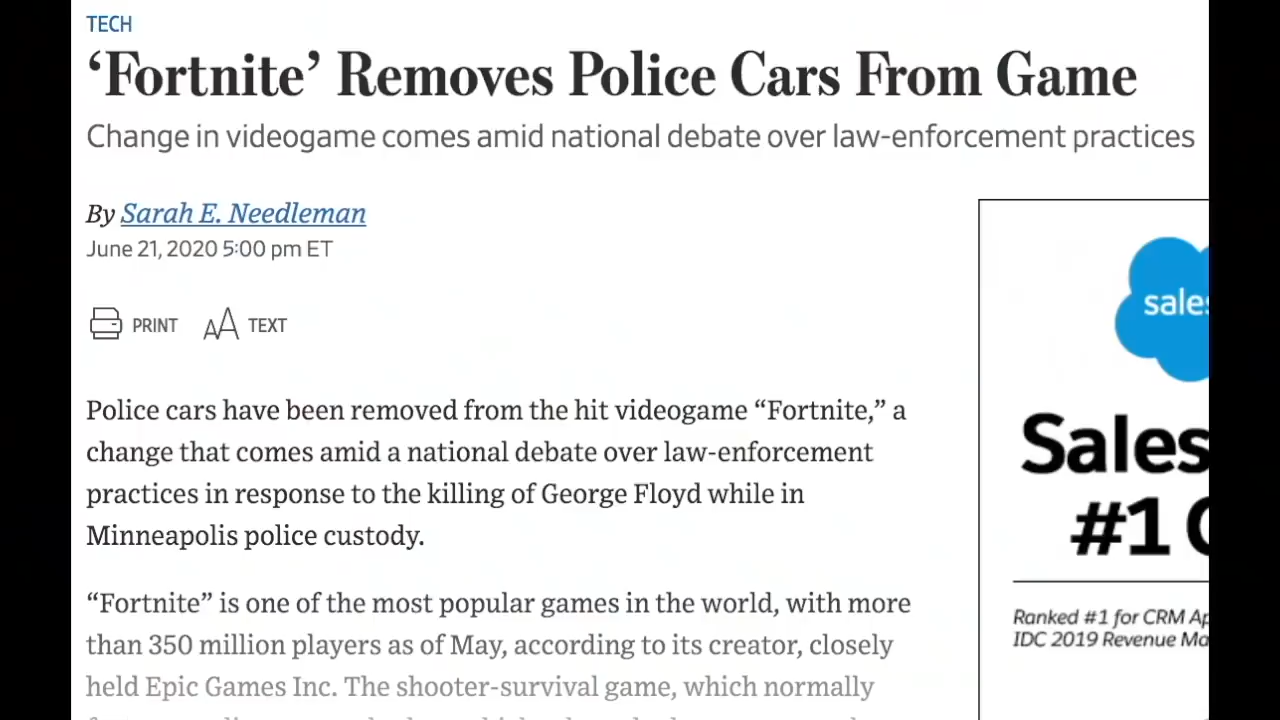 TECH
‘Fortnite’ Removes Police Cars From Game
Change in videogame comes amid national debate over law-enforcement practices
By Sarah E. Needleman
June 21, 2020 5:00 pm ET
PRINT
TEXT
Police cars have been removed from the hit videogame “Fortnite,” a
change that comes amid a national debate over law-enforcement
practices in response to the killing of George Floyd while in
Minneapolis police custody.
“Fortnite” is one of the most popular games in the world, with more
than 350 million players as of May, according to its creator, closely
held Epic Games Inc. The shooter-survival game, which normally
sales
Sales
#1
Ranked #1 for CRM Ap
IDC 2019 Revenue Ma